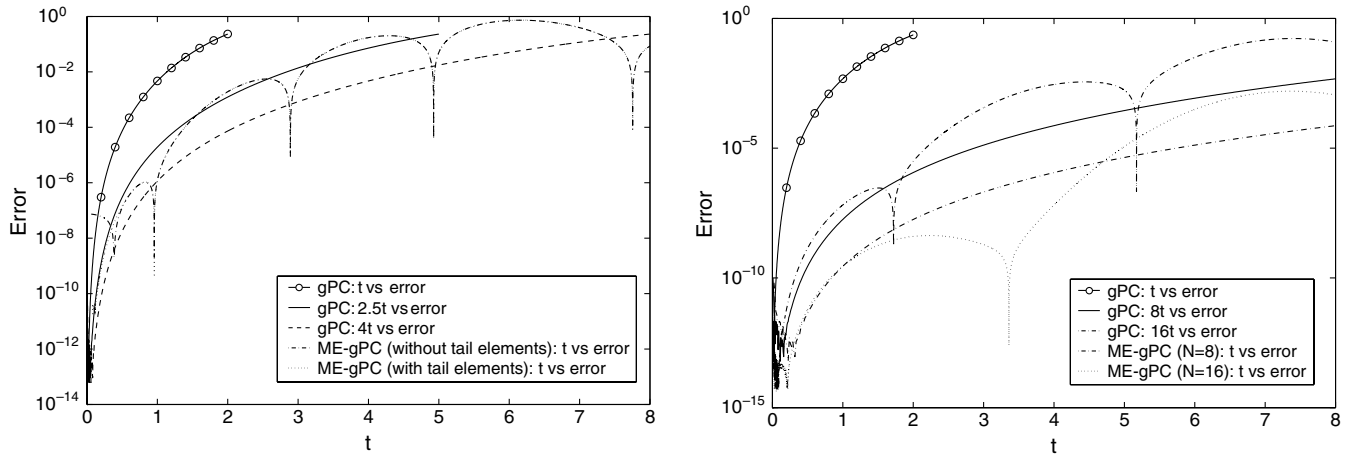 10^0
10^-2
10^-4
10^-6
10^-8
10^-10
10^-12
10^-14
Error
0 1 2 3 4 5 6 7 8
t
gPC: t vs error
gPC: 2.5t vs error
gPC: 4t vs error
ME-gPC (without tail elements): t vs error
ME-gPC (with tail elements): t vs error
10^0
10^-5
10^-10
10^-15
Error
0 1 2 3 4 5 6 7 8
t
gPC: t vs error
gPC: 8t vs error
gPC: 16t vs error
ME-gPC (N=8): t vs error
ME-gPC (N=16): t vs error